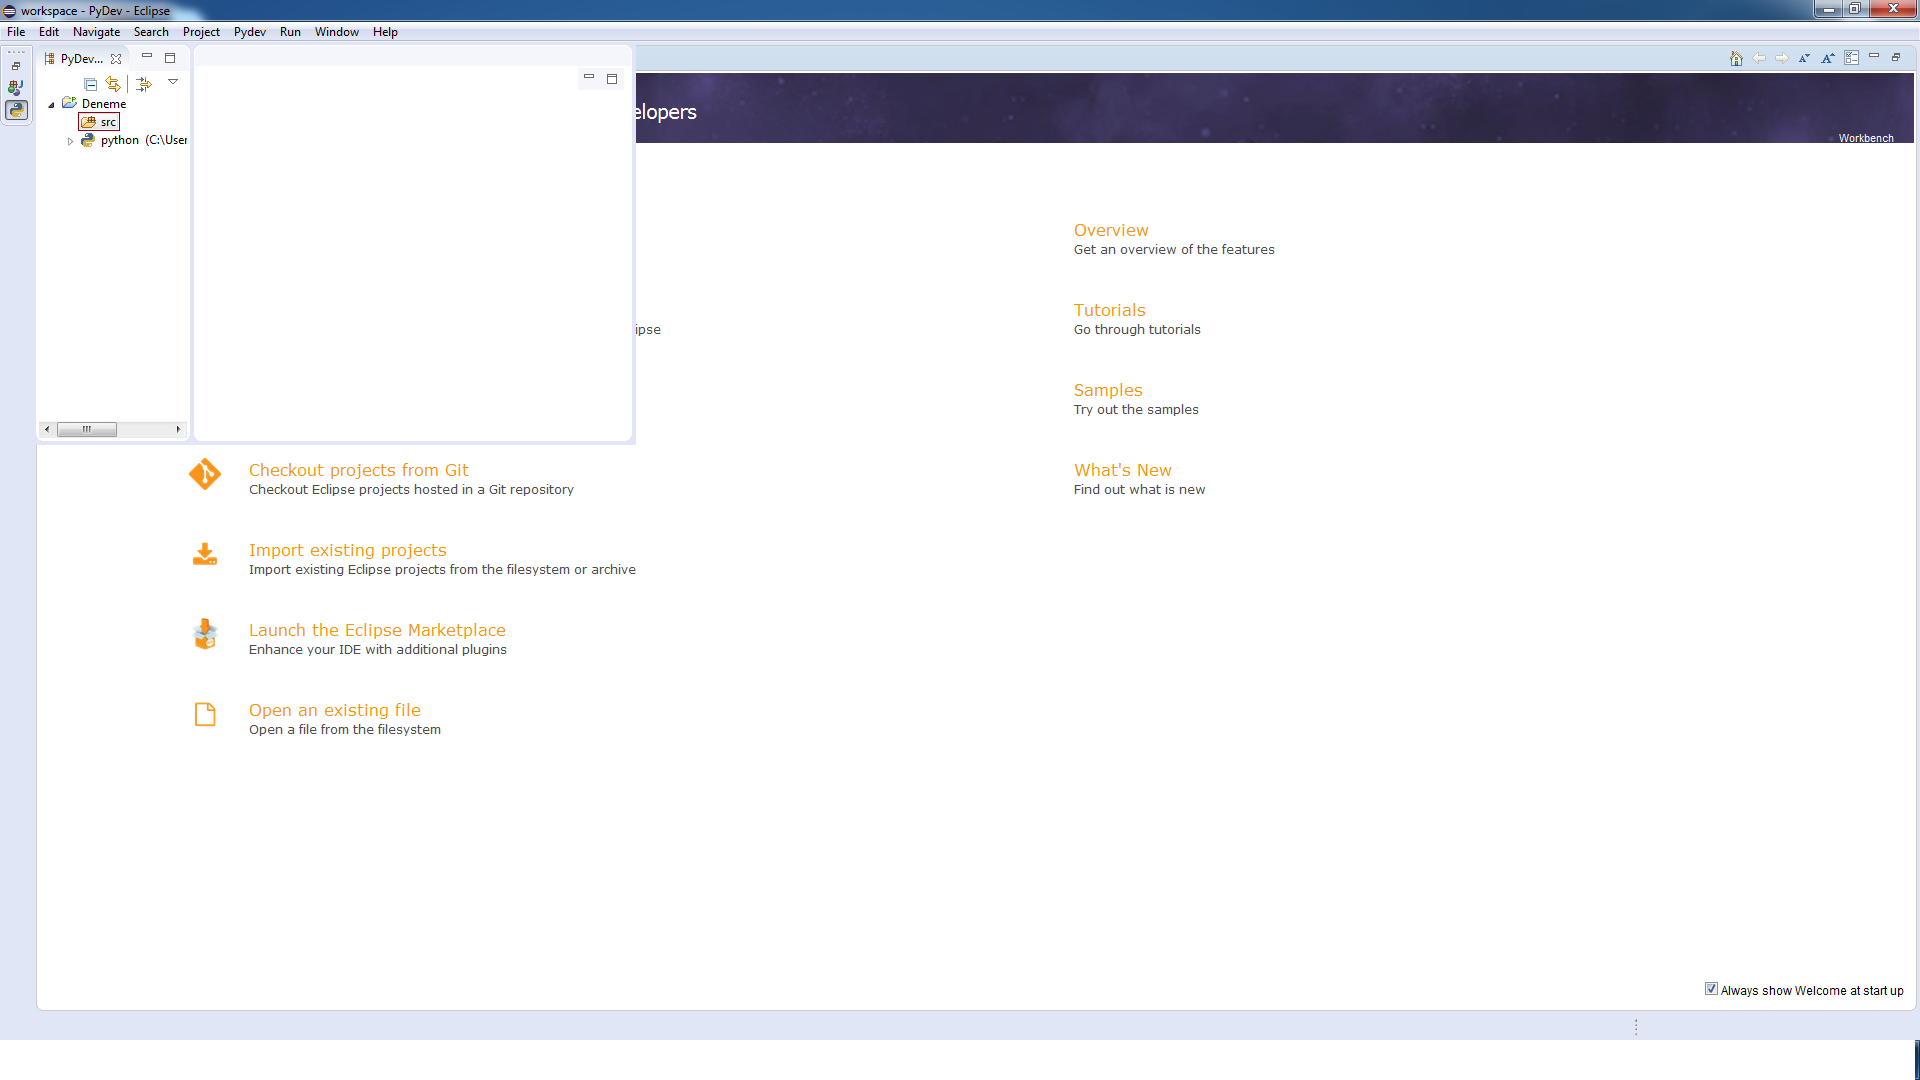 workspace - PyDev - Eclipse
File Edit Navigate Search Project Pydev Run Window Help
PyDev...
Deneme
src
python (C:\User
elopers
Workbench
Overview
Get an overview of the features
ipse
Tutorials
Go through tutorials
Samples
Try out the samples
Checkout projects from Git
Checkout Eclipse projects hosted in a Git repository
What's New
Find out what is new
Import existing projects
Import existing Eclipse projects from the filesystem or archive
Launch the Eclipse Marketplace
Enhance your IDE with additional plugins
Open an existing file
Open a file from the filesystem
Always show Welcome at start up